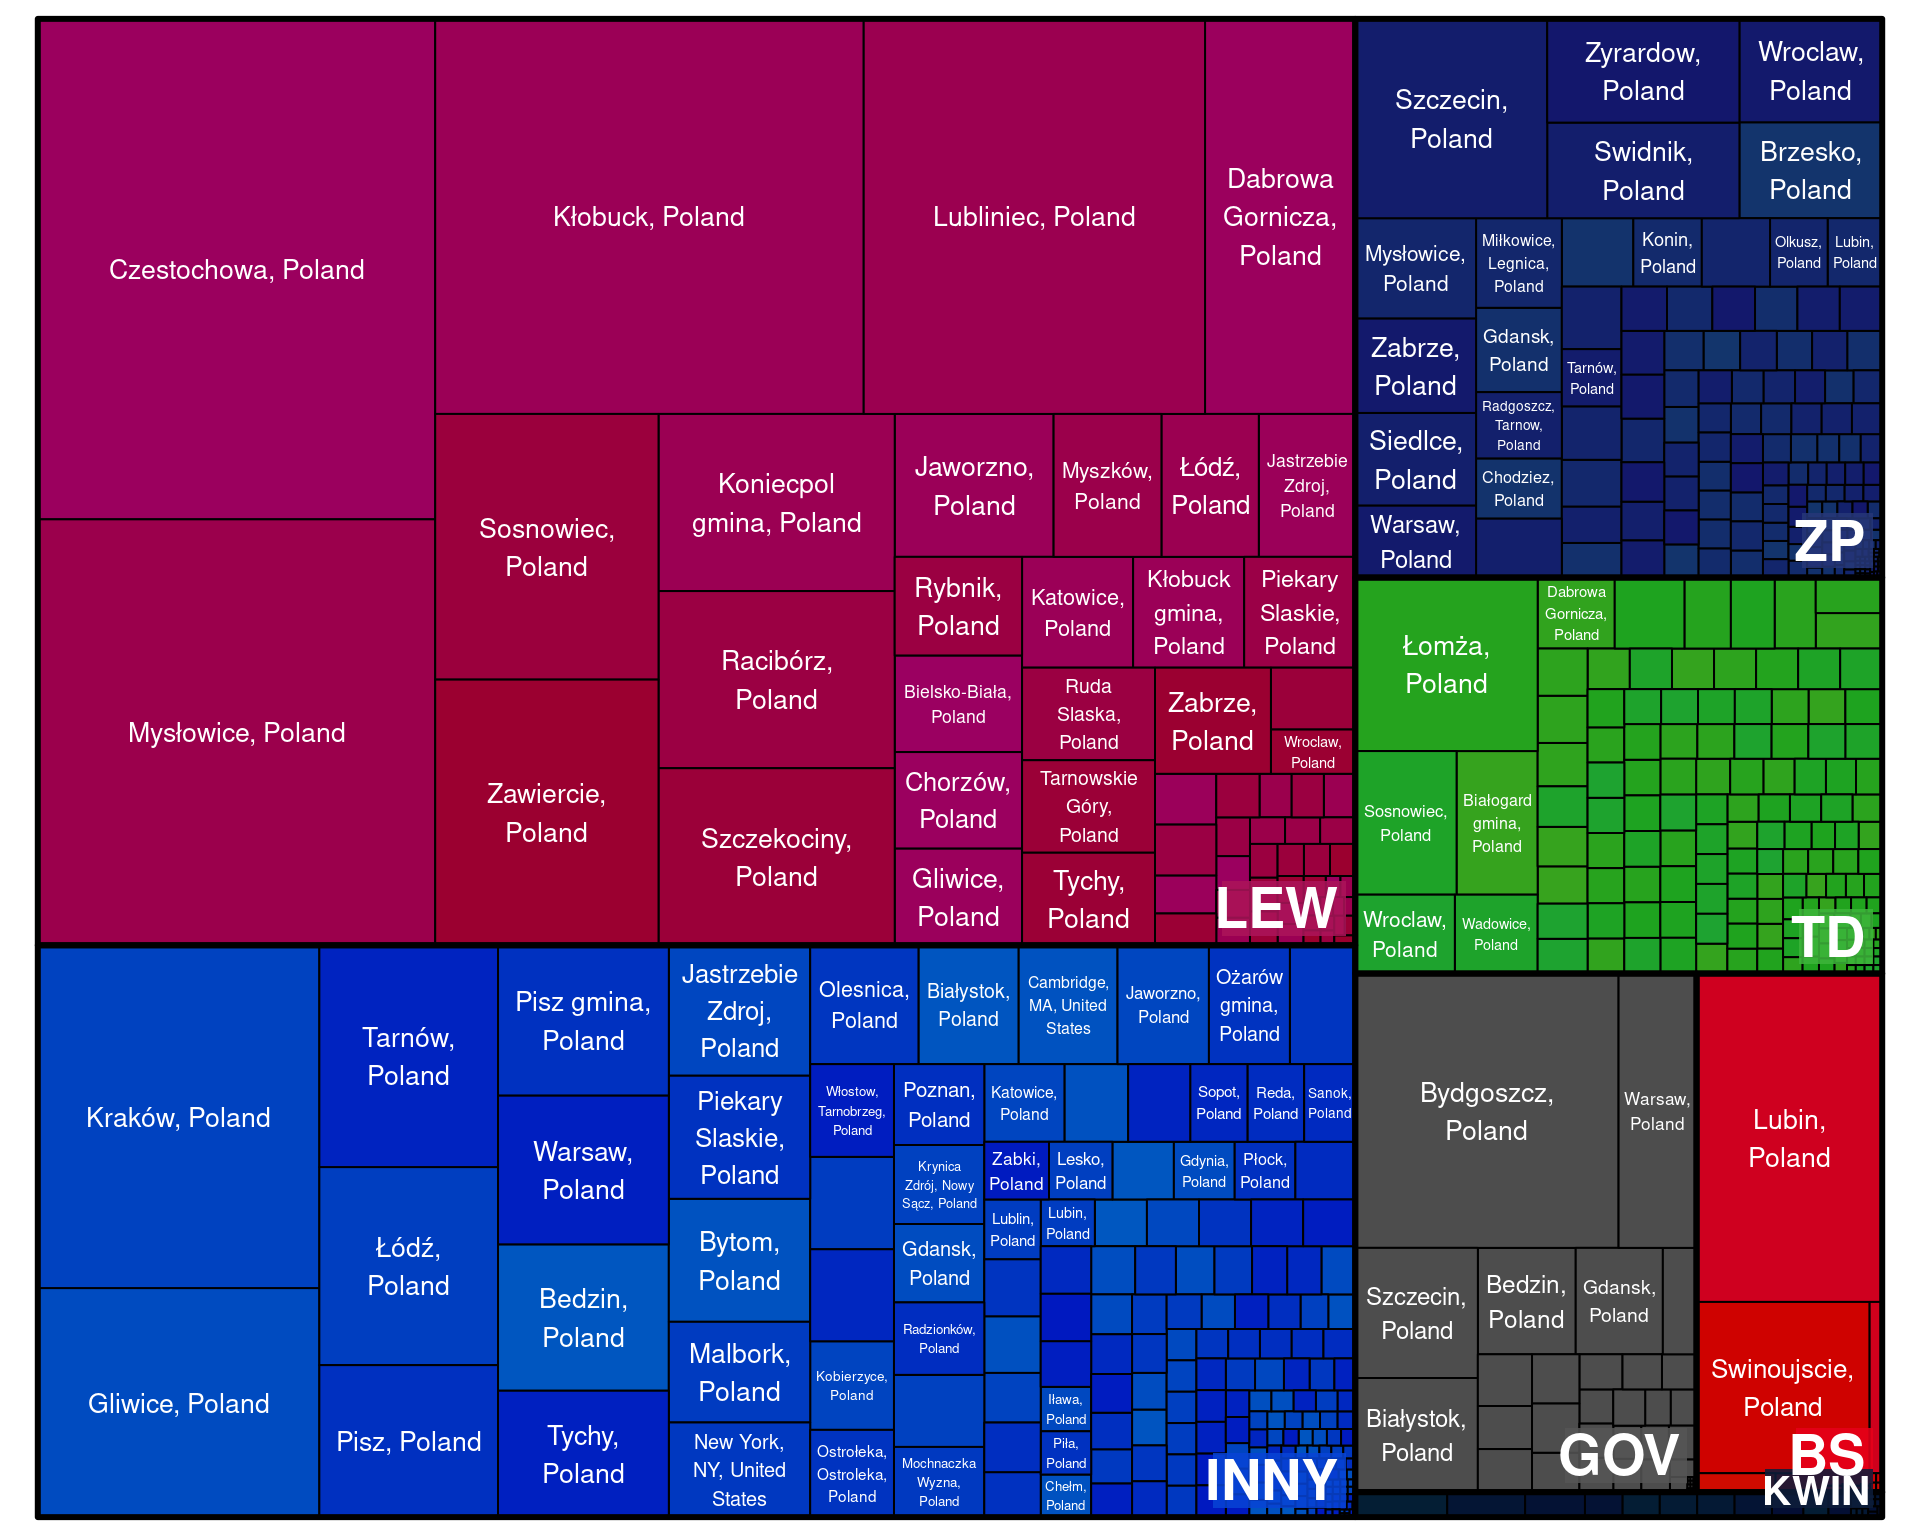 Czestochowa, Poland
Mysłowice, Poland
Kłobuck, Poland
Lubliniec, Poland
Dabrowa
Gornicza,
Poland
Sosnowiec,
Poland
Zawiercie,
Poland
Koniecpol
gmina, Poland
Racibórz,
Poland
Szczekociny,
Poland
Jaworzno,
Poland
Myszków,
Poland
Łódź,
Poland
Jastrzebie
Zdroj,
Poland
Rybnik,
Poland
Bielsko-Biała,
Poland
Chorzów,
Poland
Gliwice,
Poland
Katowice,
Poland
Kłobuck
gmina,
Poland
Piekary
Slaskie,
Poland
Ruda
Slaska,
Poland
Tarnowskie
Góry,
Poland
Tychy,
Poland
Zabrze,
Poland
Wroclaw,
Poland
LEW
Szczecin,
Poland
Zyrardow,
Poland
Wroclaw,
Poland
Swidnik,
Poland
Brzesko,
Poland
Mysłowice,
Poland
Zabrze,
Poland
Siedlce,
Poland
Warsaw,
Poland
Miłkowice,
Legnica,
Poland
Gdansk,
Poland
Radgoszcz,
Tarnow,
Poland
Chodziez,
Poland
Konin,
Poland
Olkusz,
Poland
Lubin,
Poland
Tarnów,
Poland
ZP
Łomża,
Poland
Dabrowa
Gornicza,
Poland
Sosnowiec,
Poland
Białogard
gmina,
Poland
Wroclaw,
Poland
Wadowice,
Poland
TD
Kraków, Poland
Gliwice, Poland
Tarnów,
Poland
Łódź,
Poland
Pisz, Poland
Pisz gmina,
Poland
Warsaw,
Poland
Bedzin,
Poland
Tychy,
Poland
Jastrzebie
Zdroj,
Poland
Piekary
Slaskie,
Poland
Bytom,
Poland
Malbork,
Poland
New York,
NY, United
States
Olesnica,
Poland
Białystok,
Poland
Cambridge,
MA, United
States
Jaworzno,
Poland
Ożarów
gmina,
Poland
Włostow,
Tarnobrzeg,
Poland
Kobierzyce,
Poland
Ostrołeka,
Ostroleka,
Poland
Poznan,
Poland
Krynica
Zdrój, Nowy
Sącz, Poland
Gdansk,
Poland
Radzionków,
Poland
Mochnaczka
Wyzna,
Poland
Katowice,
Poland
Sopot,
Poland
Reda,
Poland
Sanok,
Poland
Zabki,
Poland
Lesko,
Poland
Gdynia,
Poland
Płock,
Poland
Lublin,
Poland
Lubin,
Poland
Iława,
Poland
Piła,
Poland
Chełm,
Poland
INNY
Bydgoszcz,
Poland
Warsaw,
Poland
Szczecin,
Poland
Bedzin,
Poland
Gdansk,
Poland
Białystok,
Poland
GOV
Lubin,
Poland
Swinoujscie,
Poland
BS
KWIN